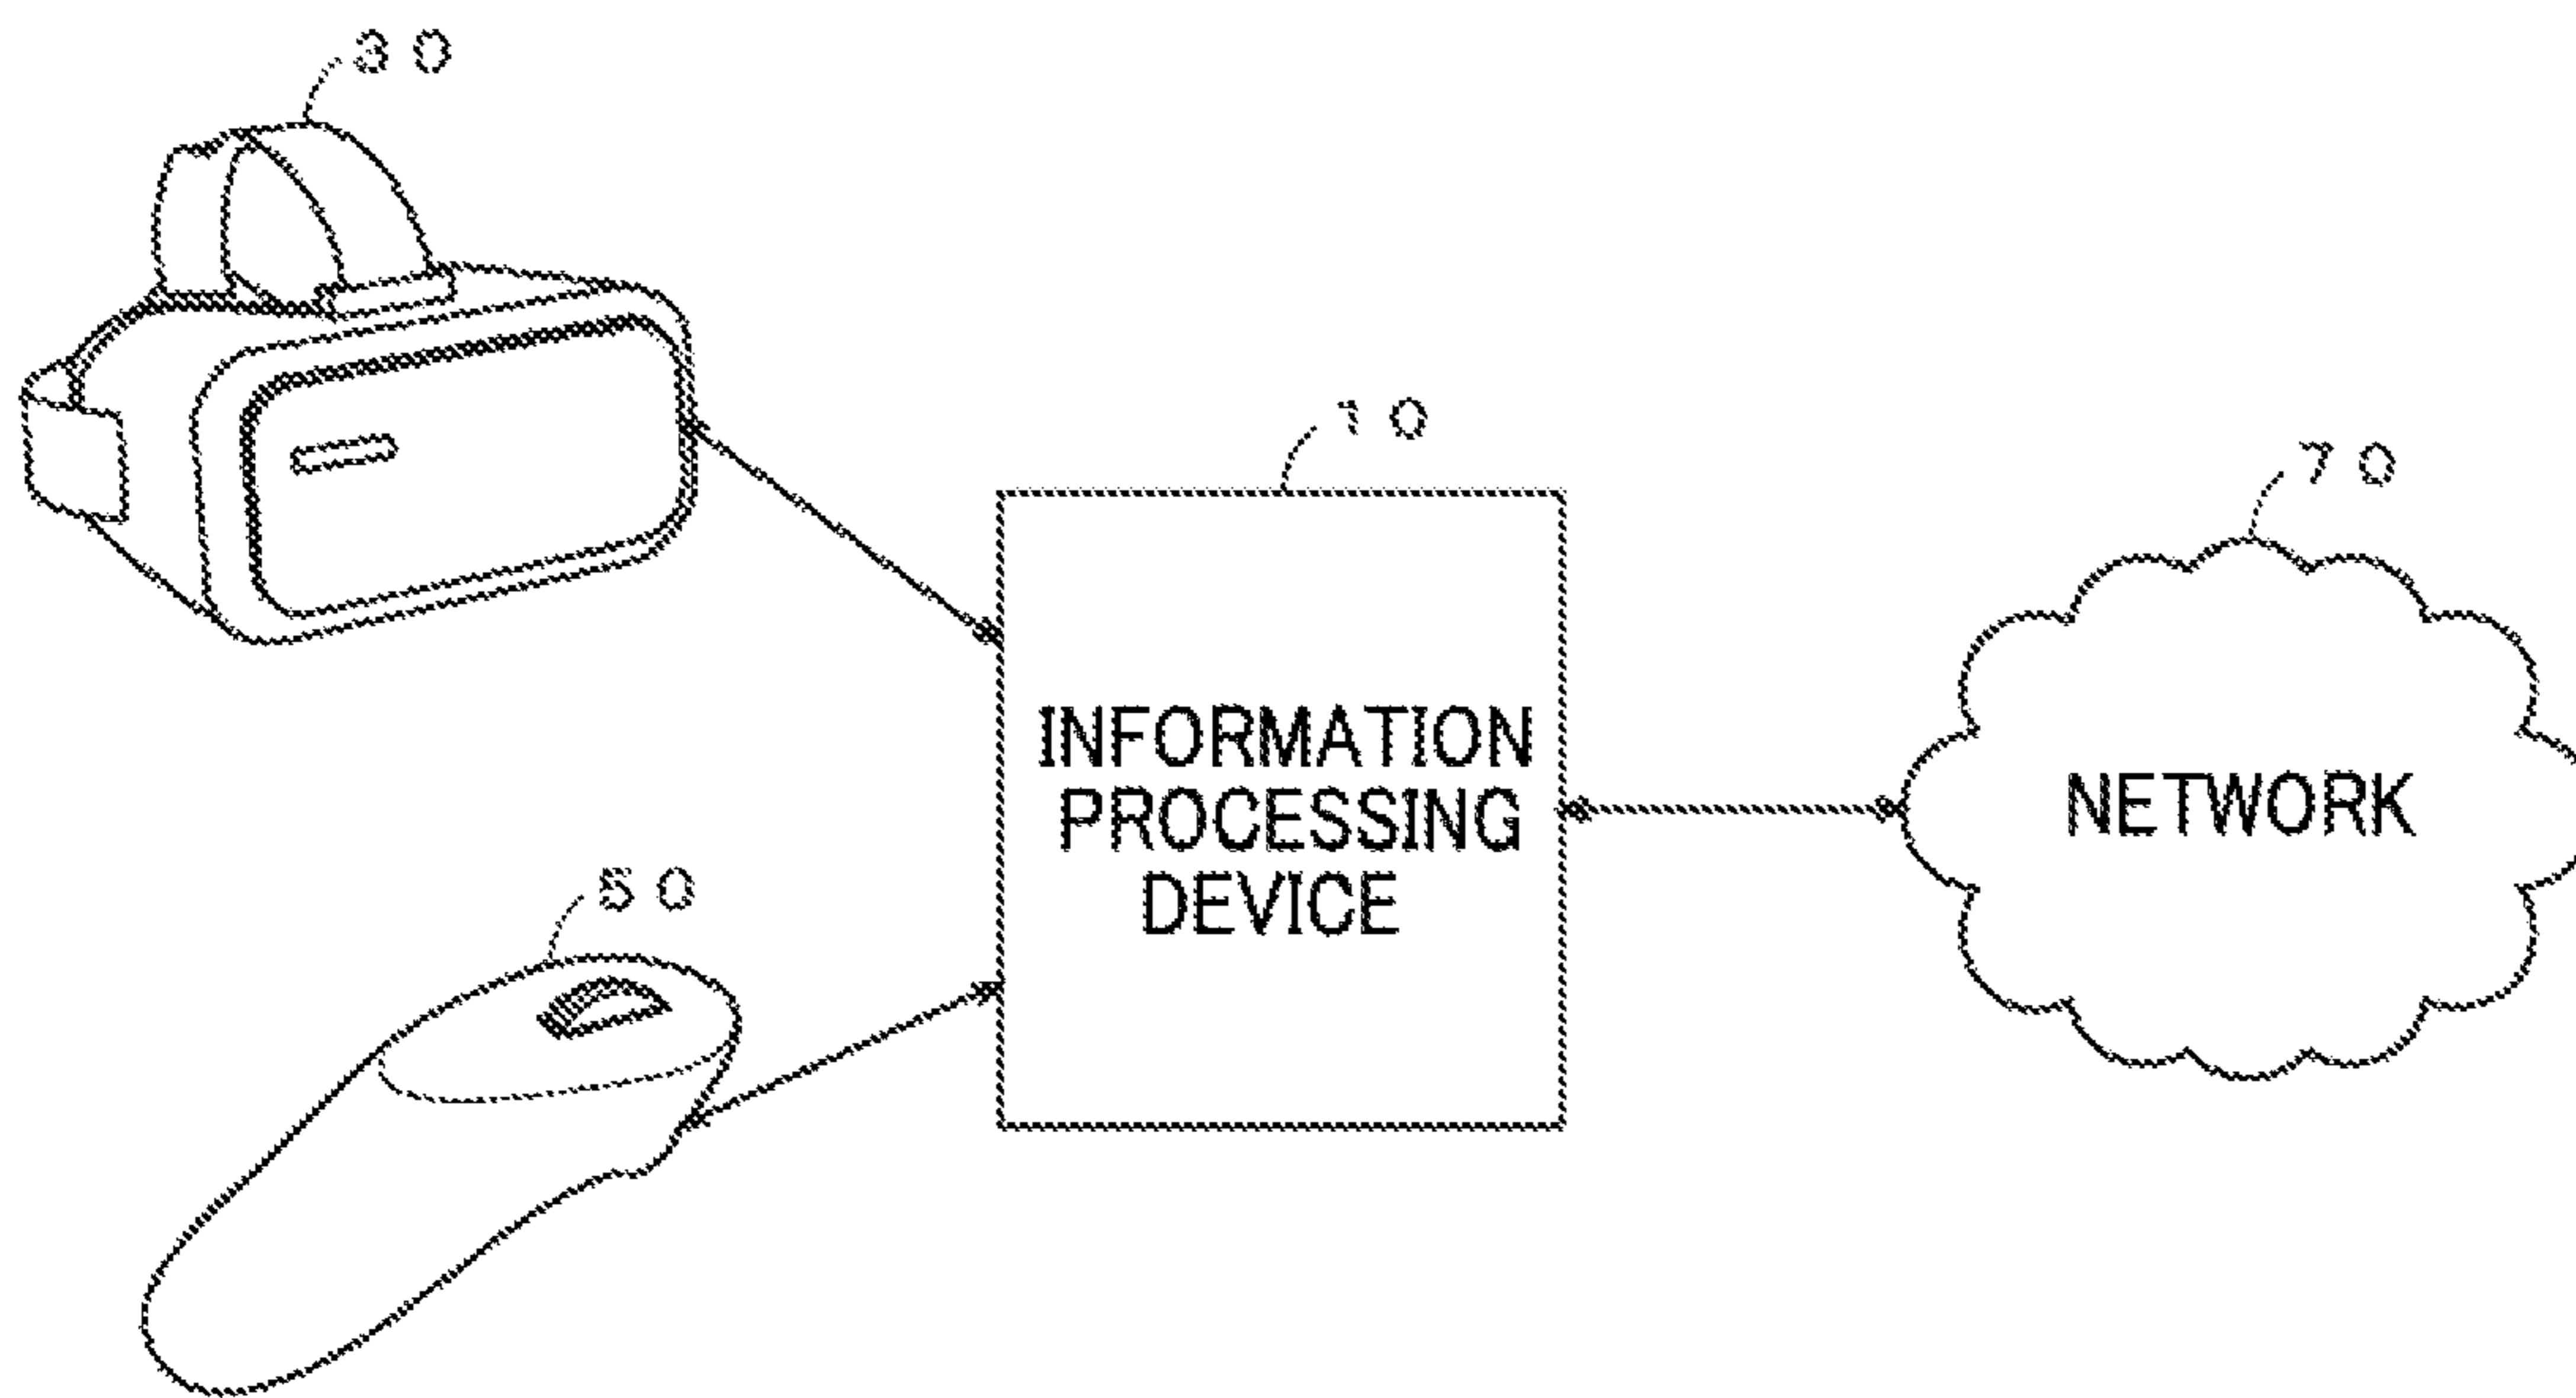 30
10
70
INFORMATION
PROCESSING
DEVICE
NETWORK
50